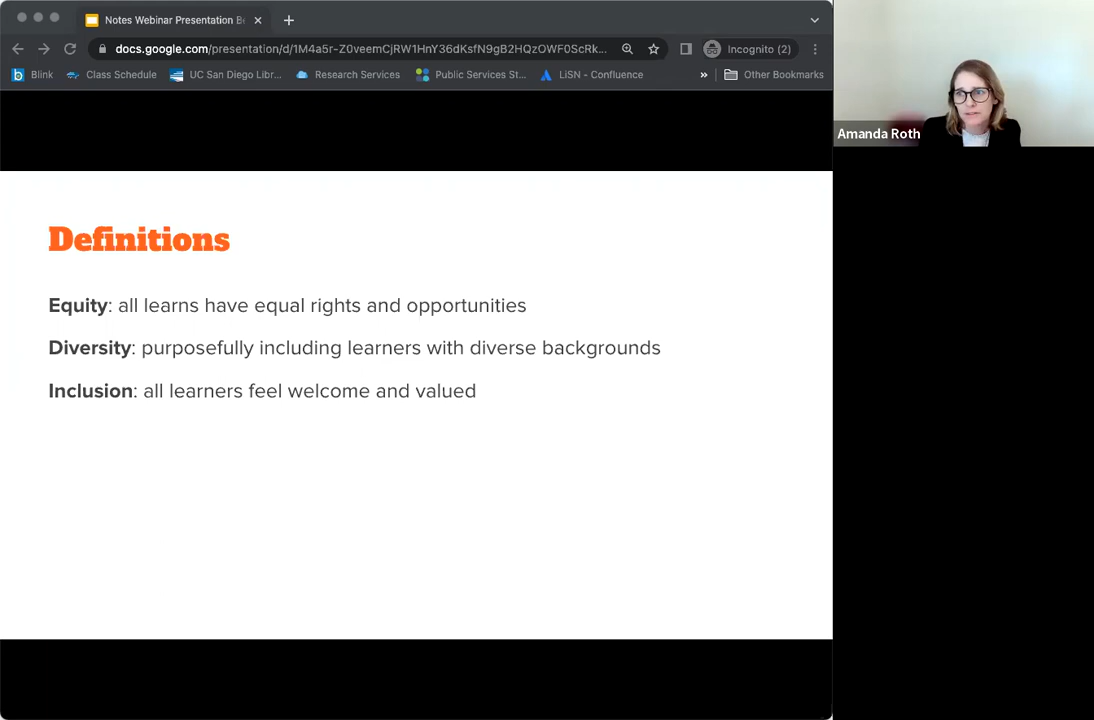 Notes Webinar Presentation Be
docs.google.com/presentation/d/1M4a5r-Z0veemCjRW1HnY36dKsfN9gB2HQzOWF0ScRk...
Incognito (2)
Blink
Class Schedule
UC San Diego Libr...
Research Services
Public Services St...
LiSN - Confluence
»
Other Bookmarks
Amanda Roth
Definitions
Equity: all learns have equal rights and opportunities
Diversity: purposefully including learners with diverse backgrounds
Inclusion: all learners feel welcome and valued